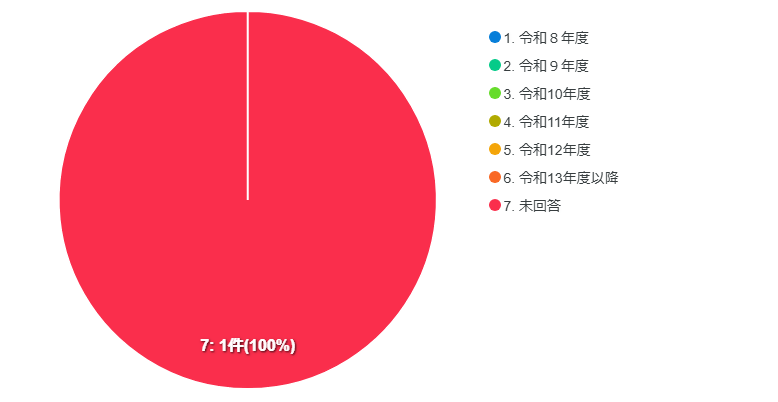 1. 令和８年度
2. 令和９年度
3. 令和10年度
4. 令和11年度
5. 令和12年度
6. 令和13年度以降
7. 未回答
7: 1件(100%)